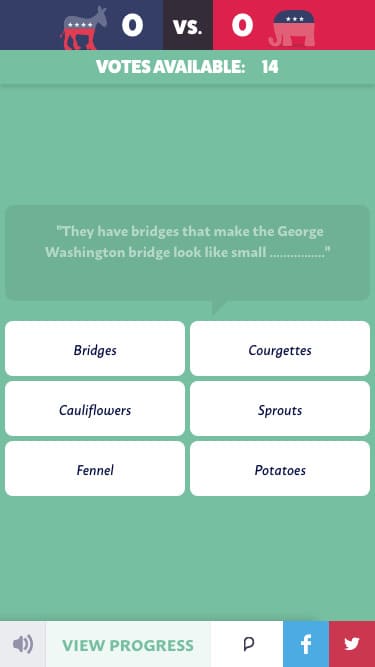 0 VS. 0
VOTES AVAILABLE: 14
"They have bridges that make the George
Washington bridge look like small ................"
Bridges
Courgettes
Cauliflowers
Sprouts
Fennel
Potatoes
VIEW PROGRESS